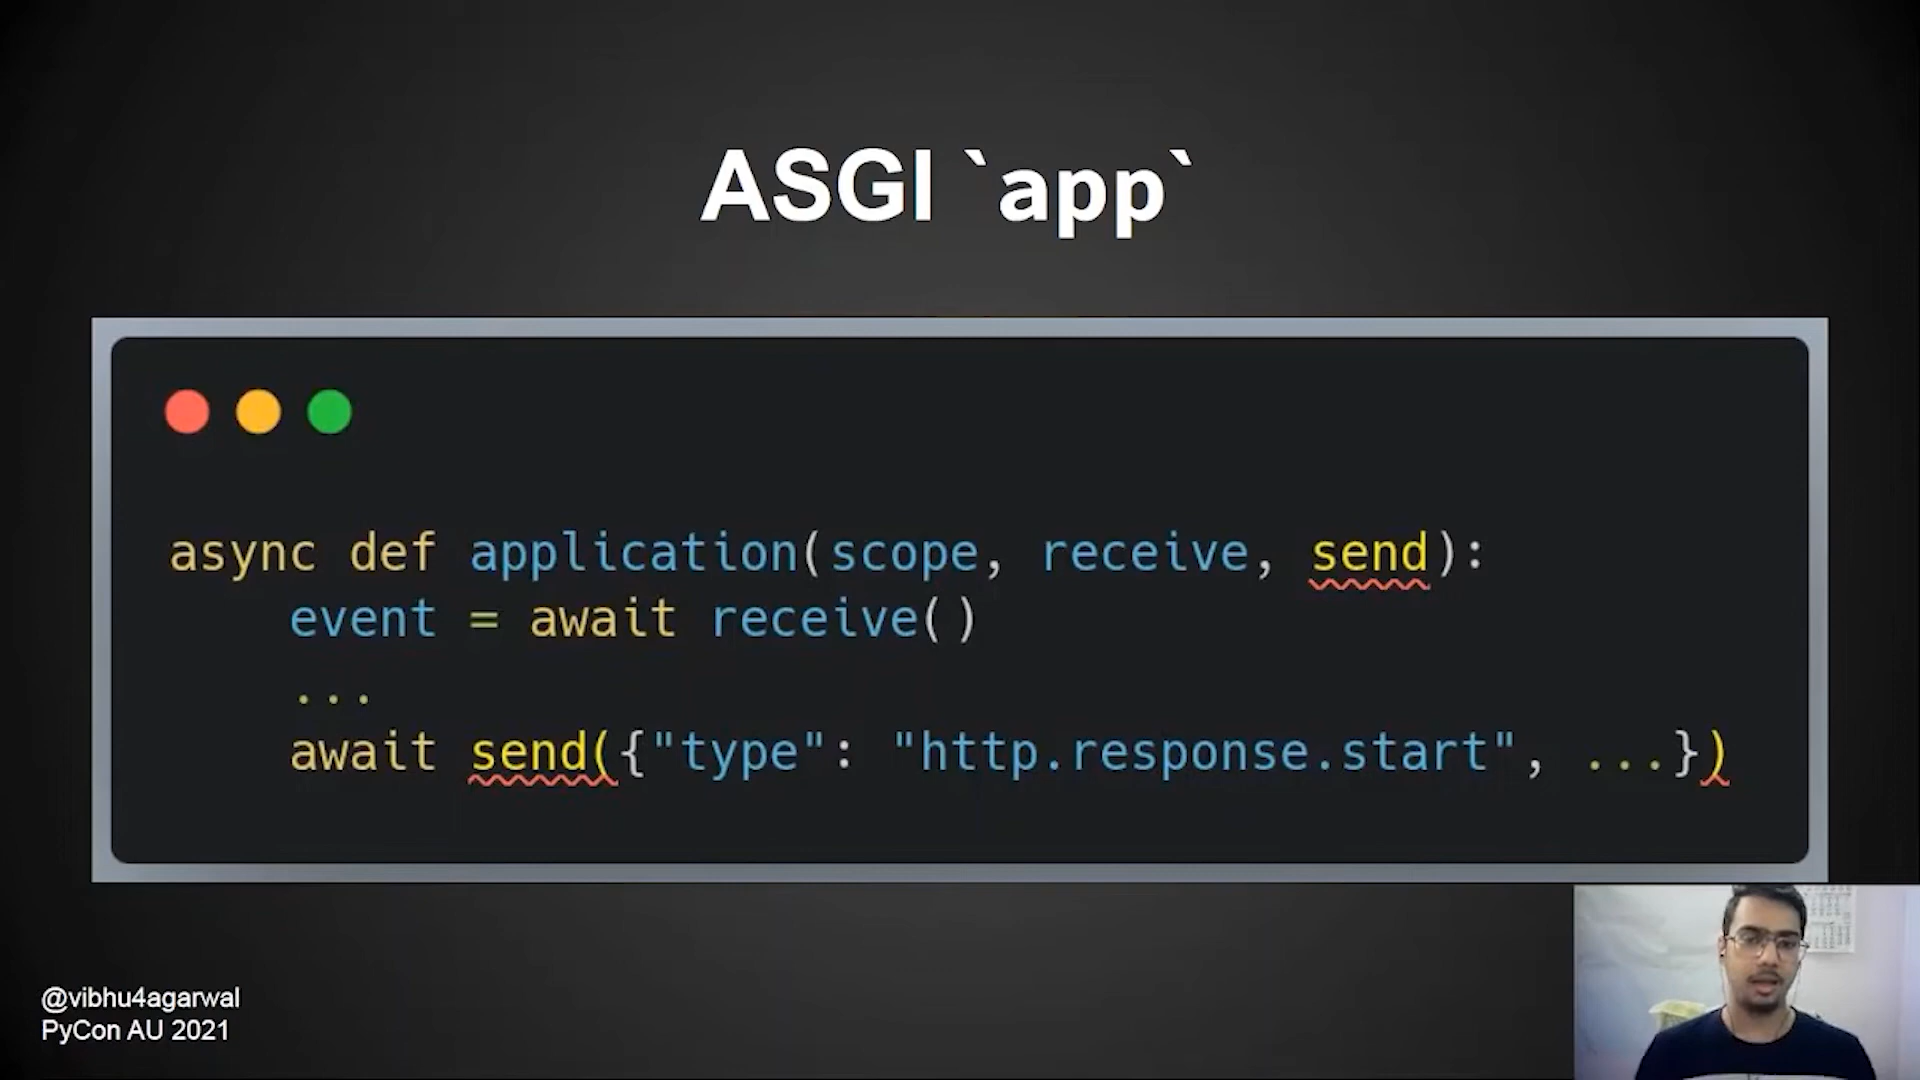 ASGI `app`
async def application(scope, receive, send):
    event = await receive()
    ...
    await send({"type": "http.response.start", ...})
@vibhu4agarwal
PyCon AU 2021